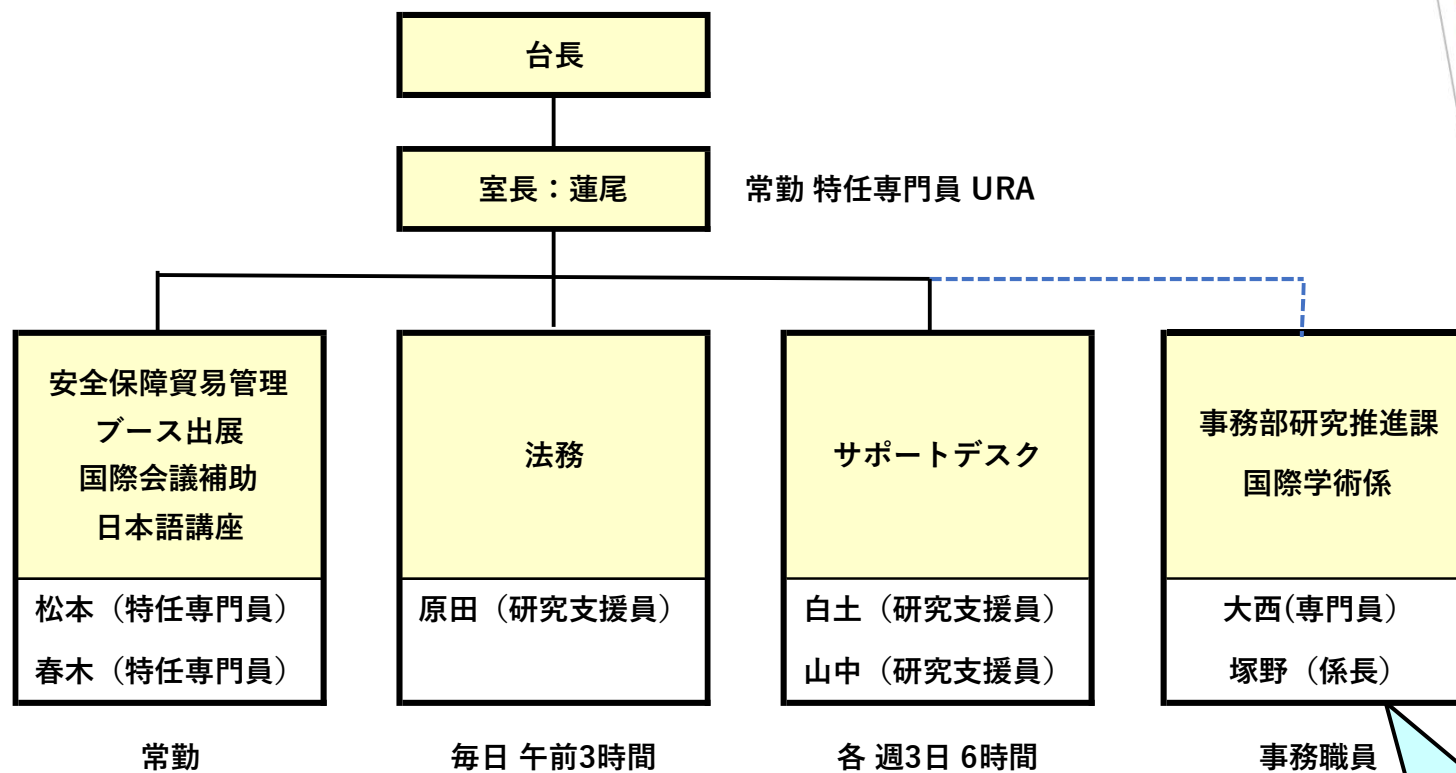 台長
室長：蓮尾
常勤 特任専門員 URA
安全保障貿易管理
ブース出展
国際会議補助
日本語講座
松本（特任専門員）
春木（特任専門員）
常勤
法務
原田（研究支援員）
毎日 午前3時間
サポートデスク
白土（研究支援員）
山中（研究支援員）
各 週3日 6時間
事務部研究推進課
国際学術係
大西(専門員）
塚野（係長）
事務職員